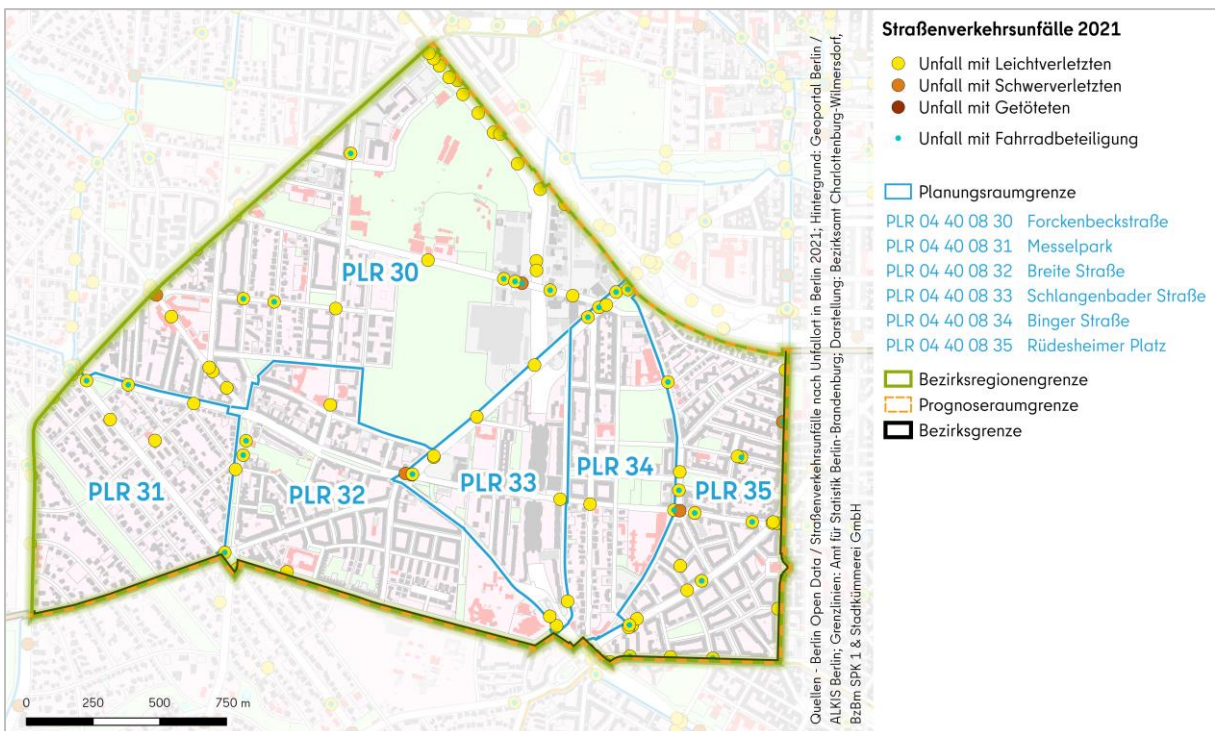 Straßenverkehrsunfälle 2021
Unfall mit Leichtverletzten
Unfall mit Schwerverletzten
Unfall mit Getöteten
Unfall mit Fahrradbeteiligung
Planungsraumgrenze
PLR 04 40 08 30 Forckenbeckstraße
PLR 04 40 08 31 Messelpark
PLR 04 40 08 32 Breite Straße
PLR 04 40 08 33 Schlangenbader Straße
PLR 04 40 08 34 Binger Straße
PLR 04 40 08 35 Rüdesheimer Platz
Bezirksregionengrenze
Prognoseraumgrenze
Bezirksgrenze
PLR 30
PLR 31
PLR 32
PLR 33
PLR 34
PLR 35
0 250 500 750 m
Quellen - Berlin Open Data / Straßenverkehrsunfälle nach Unfallort in Berlin 2021; Hintergrund: Geoportal Berlin /
ALKIS Berlin; Grenzlinien: Amt für Statistik Berlin-Brandenburg; Darstellung: Bezirksamt Charlottenburg-Wilmersdorf,
BzBm SPK 1 & Stadtkümmerei GmbH